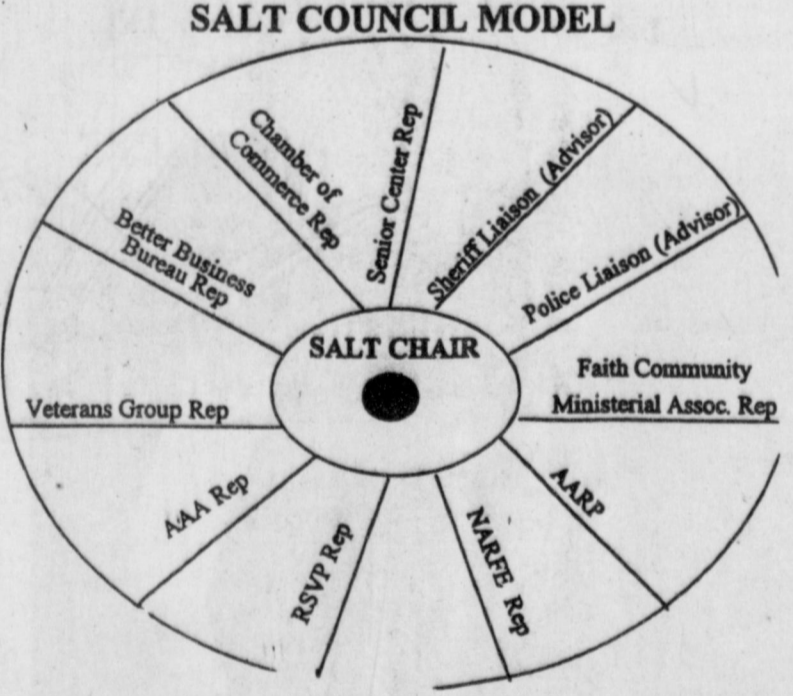 SALT COUNCIL MODEL
Chamber of
Commerce Rep
Senior Center Rep
Sheriff Liaison (Advisor)
Police Liaison (Advisor)
Better Business
Bureau Rep
SALT CHAIR
Faith Community
Ministerial Assoc. Rep
Veterans Group Rep
AAA Rep
RSVP Rep
NARFE Rep
AARP